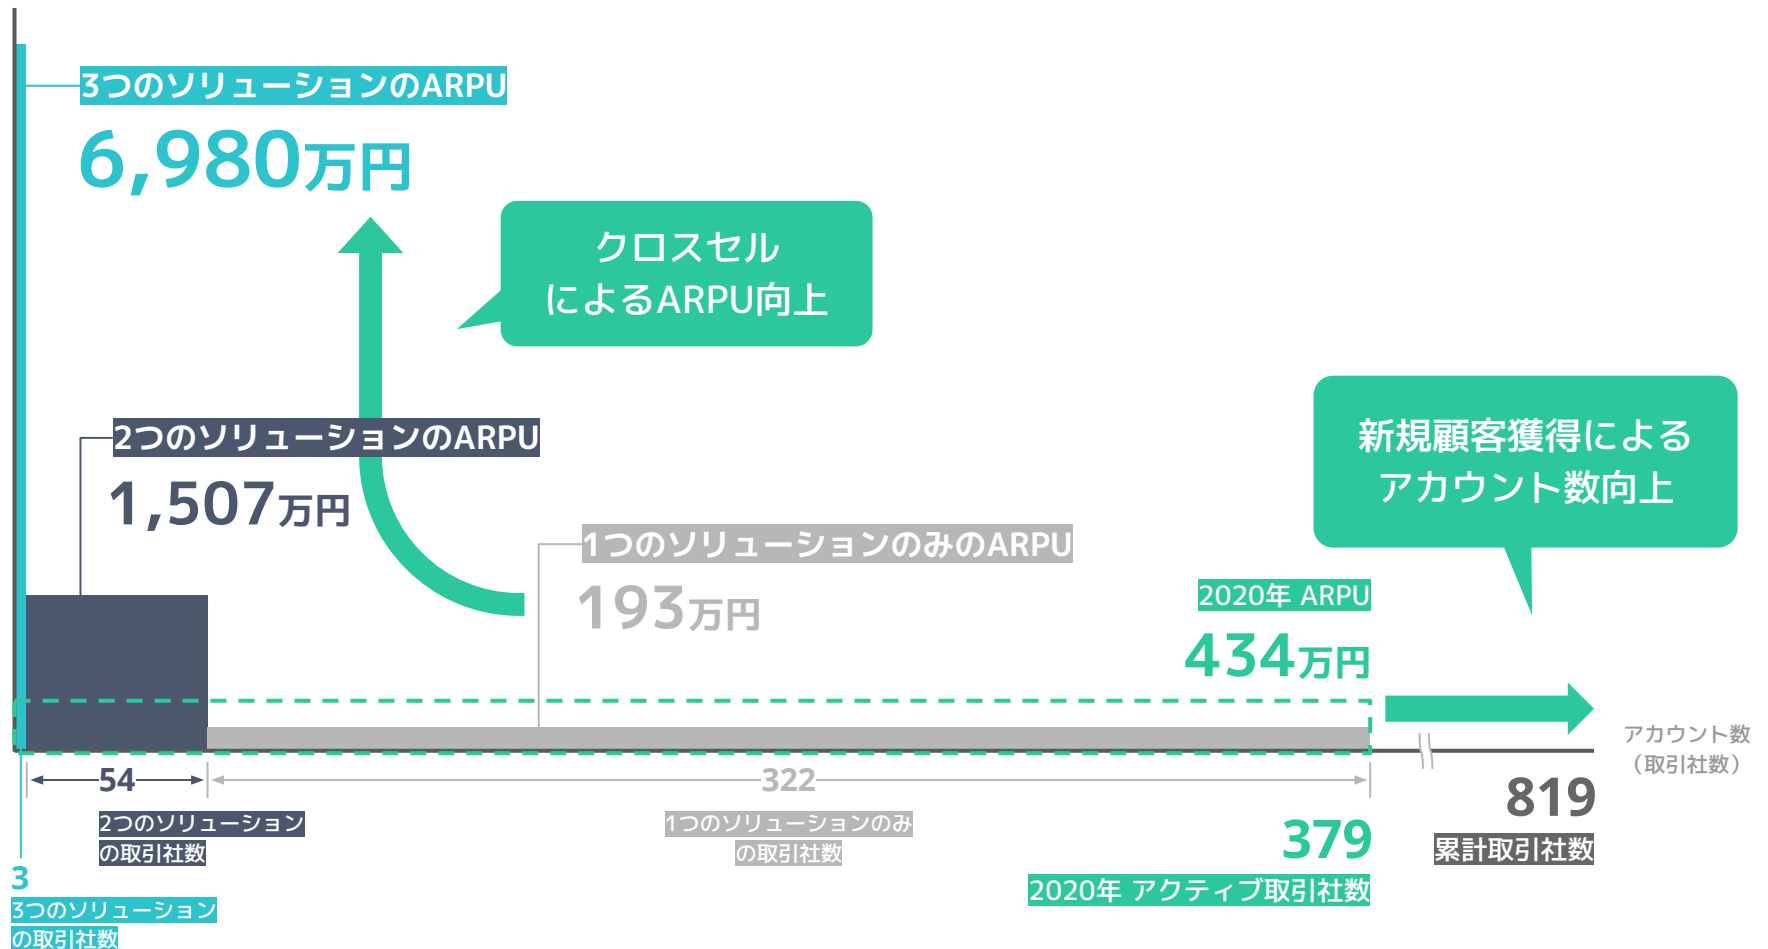 3つのソリューションのARPU
6,980万円
クロスセル
によるARPU向上
2つのソリューションのARPU
1,507万円
新規顧客獲得による
アカウント数向上
1つのソリューションのみのARPU
193万円
2020年 ARPU
434万円
アカウント数
（取引社数）
54
322
2つのソリューション
の取引社数
1つのソリューションのみ
の取引社数
819
累計取引社数
379
2020年 アクティブ取引社数
3
3つのソリューション
の取引社数